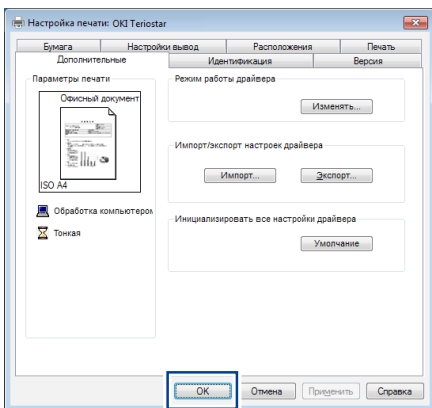 Настройка печати: OKI Teriostar
Бумага Настройки вывод Расположения Печать
Дополнительные Идентификация Версия
Параметры печати
Офисный документ
ISO A4
Обработка компьютером
Тонкая
Режим работы драйвера
Изменять...
Импорт/экспорт настроек драйвера
Импорт... Экспорт...
Инициализировать все настройки драйвера
Умолчание
OK Отмена Применить Справка